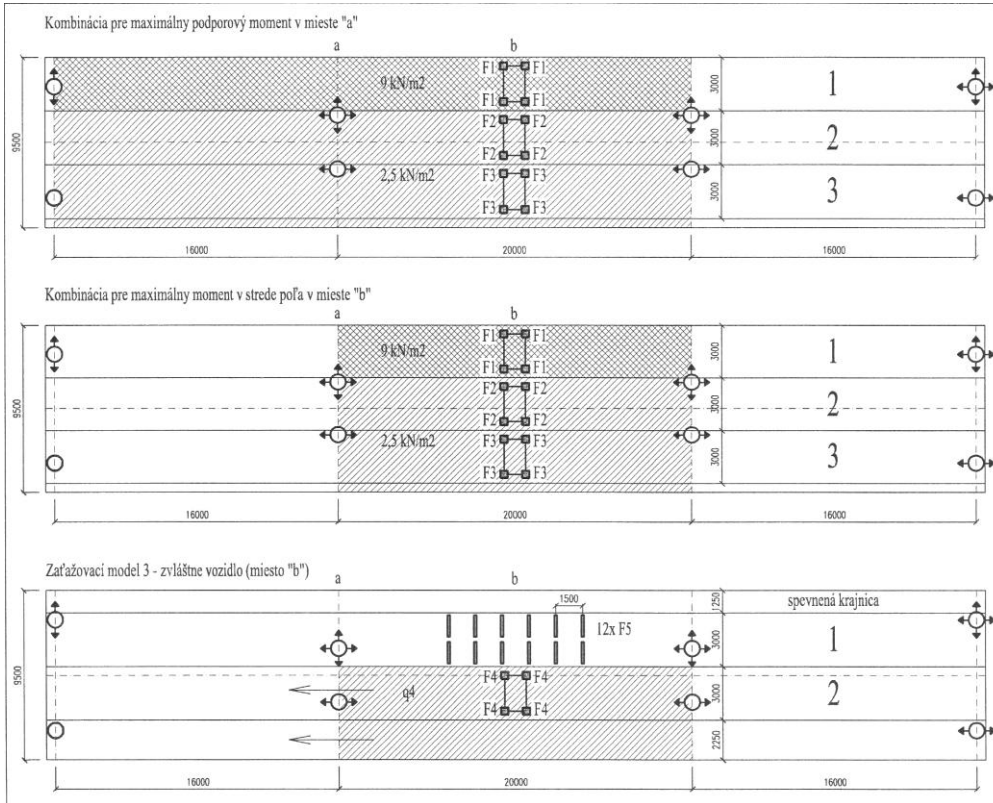 Kombinácia pre maximálny podporový moment v mieste "a"
a b
9 kN/m2
F1 F1
F1 F1
F2 F2
F2 F2
2,5 kN/m2
F3 F3
F3 F3
1
2
3
3000
3000
3000
9500
16000 20000 16000
Kombinácia pre maximálny moment v strede poľa v mieste "b"
a b
9 kN/m2
F1 F1
F1 F1
F2 F2
F2 F2
2,5 kN/m2
F3 F3
F3 F3
1
2
3
3000
3000
3000
9500
16000 20000 16000
Zaťažovací model 3 - zvláštne vozidlo (miesto "b")
a b
1500
12x F5
spevnená krajnica
1250
1
3000
q4
F4 F4
F4 F4
2
3000
2250
9500
16000 20000 16000